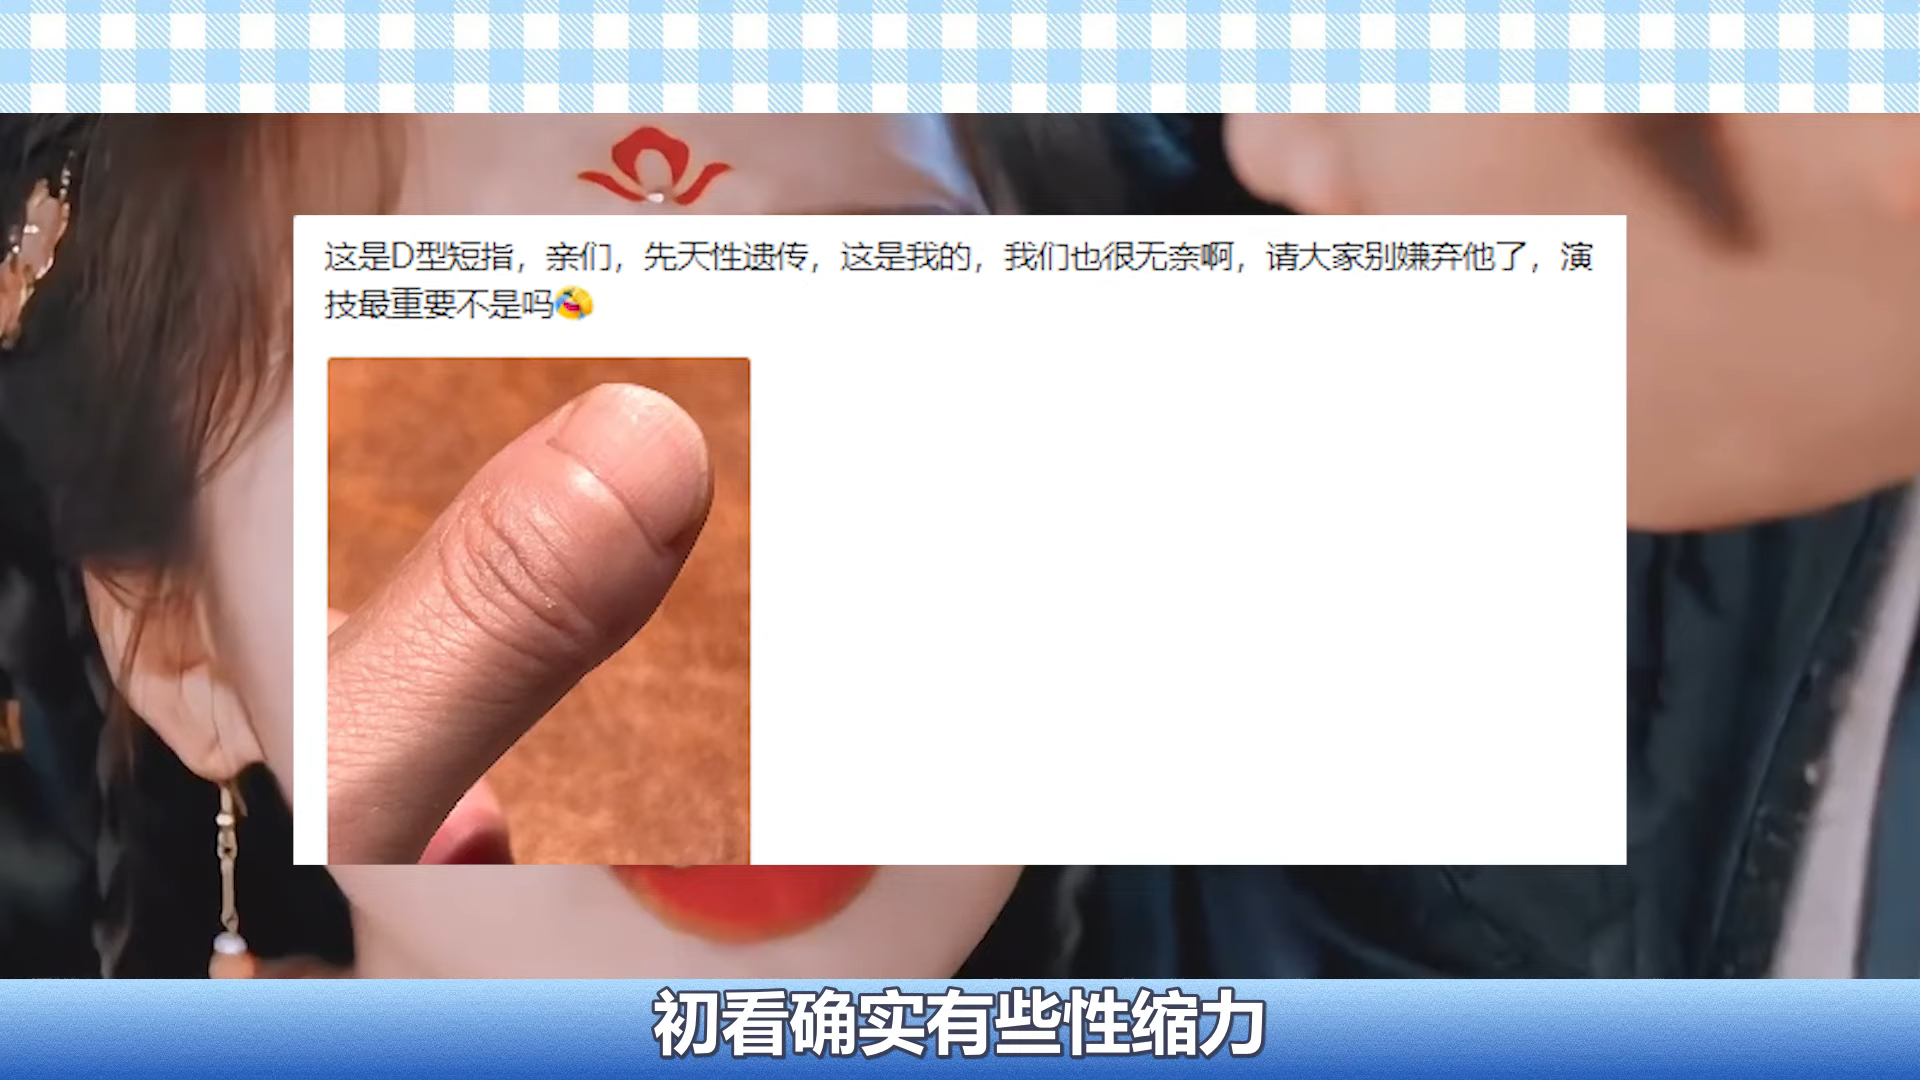 这是D型短指，亲们，先天性遗传，这是我的，我们也很无奈啊，请大家别嫌弃他了，演
技最重要不是吗
初看确实有些性缩力